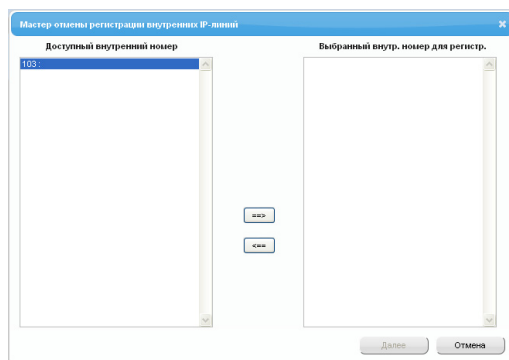 Мастер отмены регистрации внутренних IP-линий
Доступный внутренний номер
Выбранный внутр. номер для регистр.
103 :
==>
<==
Далее
Отмена